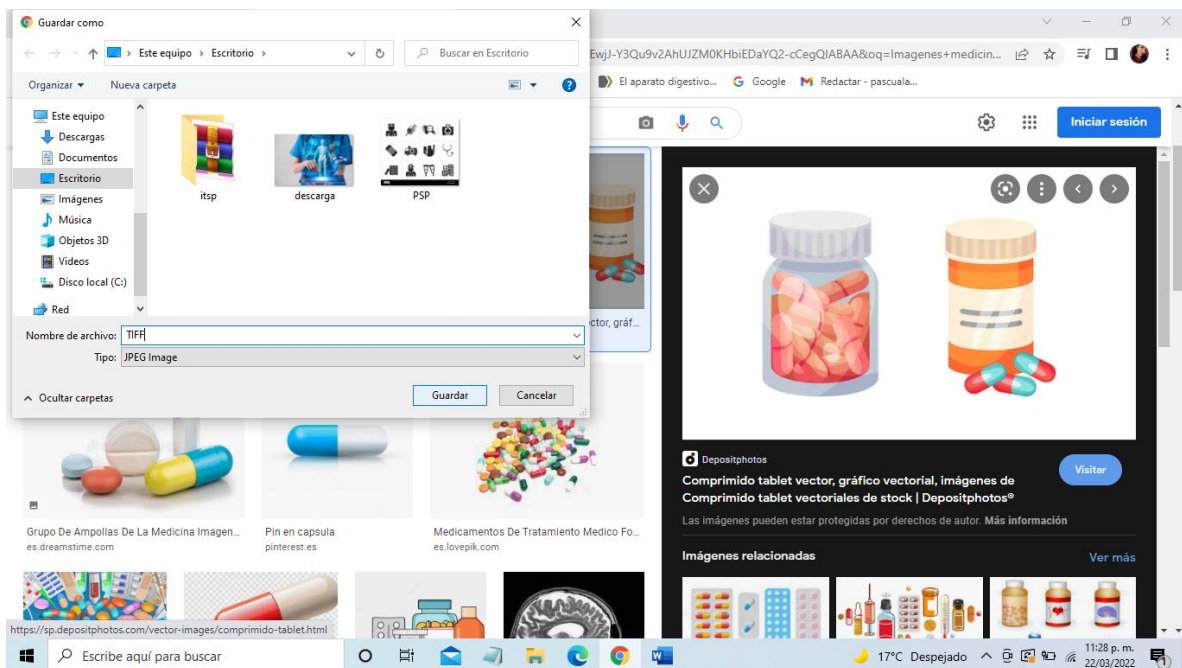 Guardar como
Este equipo > Escritorio >
Buscar en Escritorio
EwjJ-Y3Qu9v2AhUJZM0KHbiEDaYQ2-cCegQIABAA&oq=Imagenes+medicin...
Organizar
Nueva carpeta
El aparato digestivo...
Google
Redactar - pascuala...
Este equipo
Descargas
Documentos
Escritorio
Imágenes
Música
Objetos 3D
Videos
Disco local (C:)
Red
itsp
descarga
PSP
Iniciar sesión
Nombre de archivo: TIFF
Tipo: JPEG Image
Ocultar carpetas
Guardar
Cancelar
ctor, gráf...
Depositphotos
Comprimido tablet vector, gráfico vectorial, imágenes de
Comprimido tablet vectoriales de stock | Depositphotos®
Visitar
Las imágenes pueden estar protegidas por derechos de autor. Más información
Grupo De Ampollas De La Medicina Imagen...
es.dreamstime.com
Pin en capsula
pinterest.es
Medicamentos De Tratamiento Medico Fo...
es.lovepik.com
Imágenes relacionadas
Ver más
https://sp.depositphotos.com/vector-images/comprimido-tablet.html
Escribe aquí para buscar
17°C Despejado
11:28 p. m.
22/03/2022